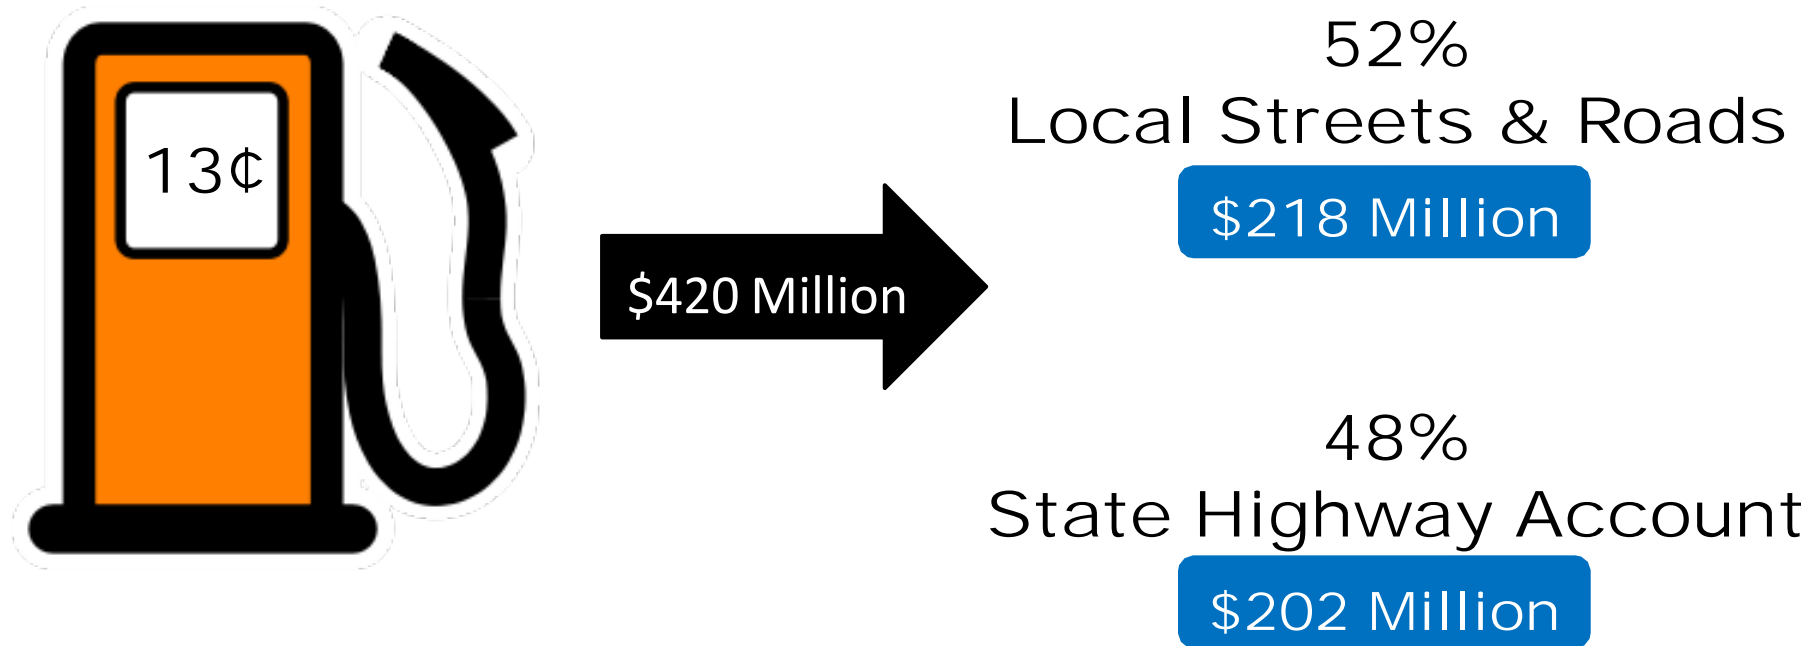 13¢
$420 Million
52%
Local Streets & Roads
$218 Million
48%
State Highway Account
$202 Million